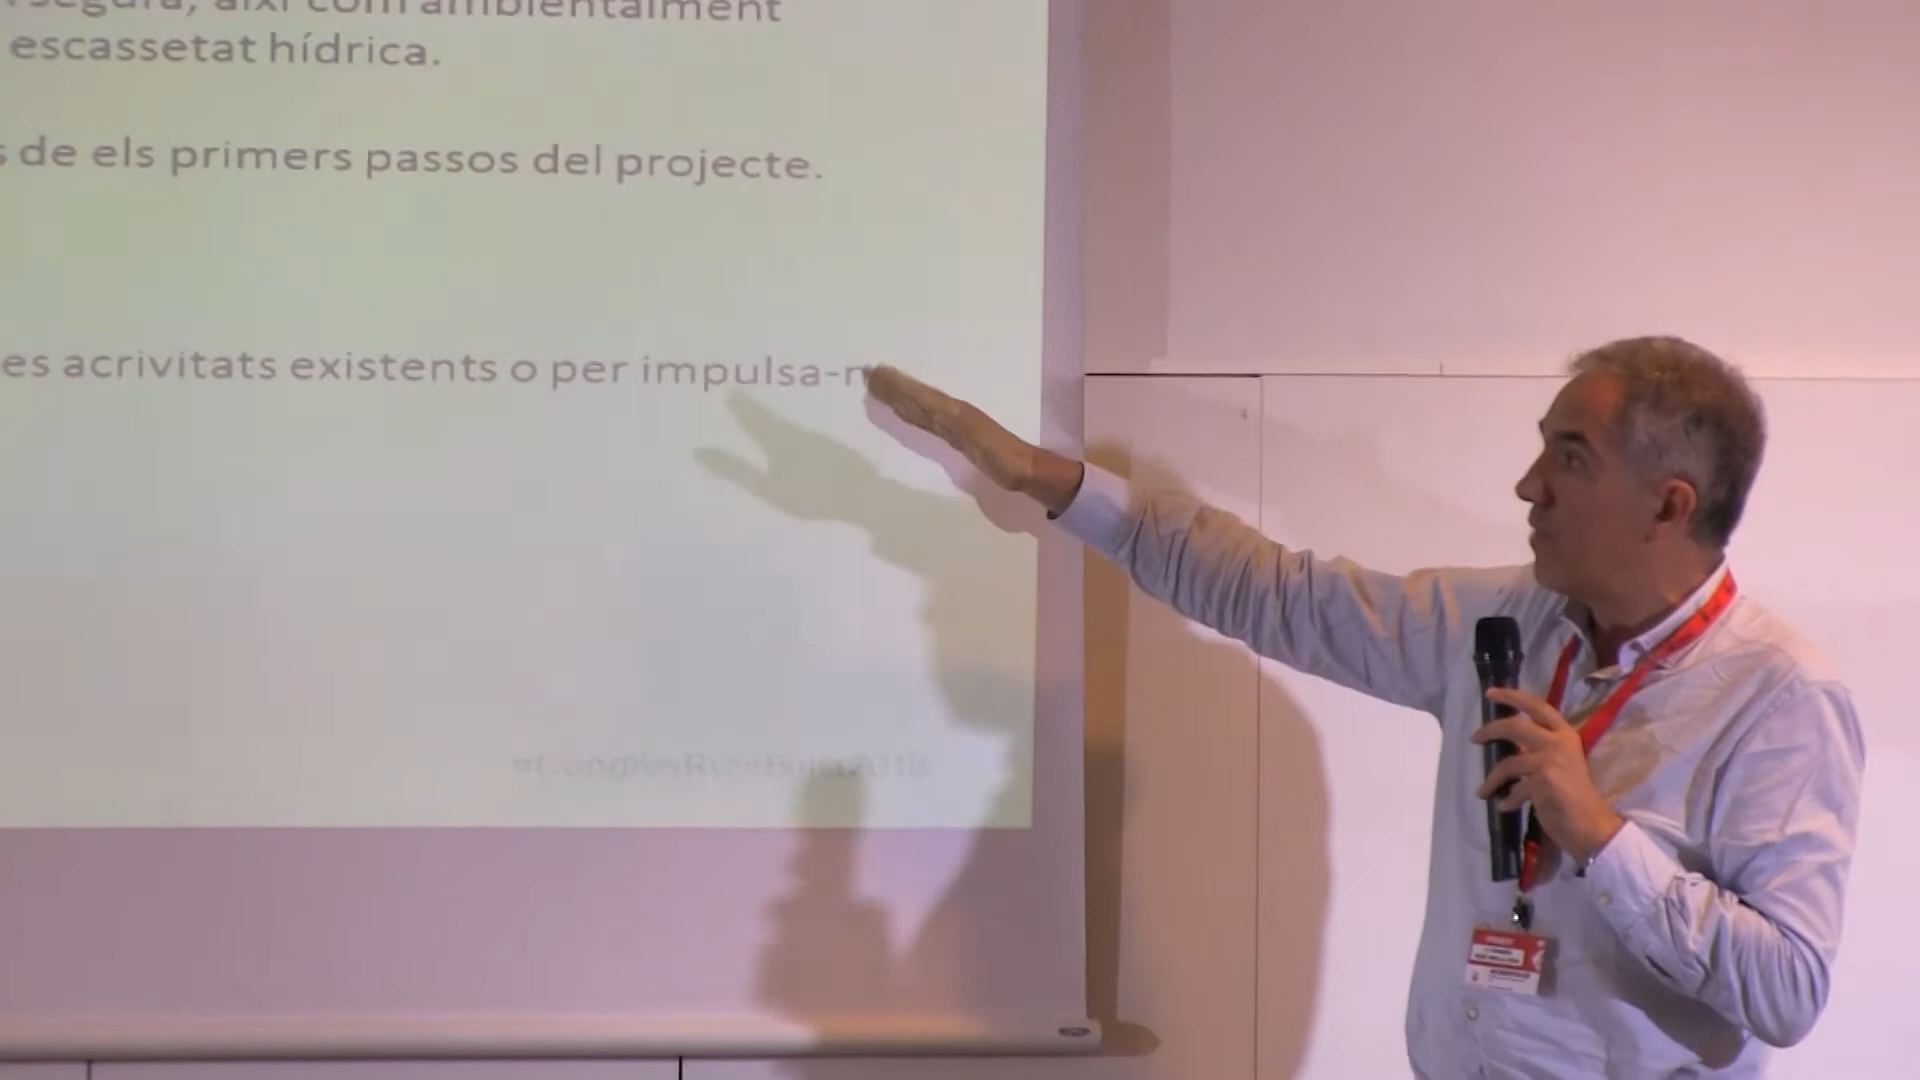 segura, així com ambientalment
escassetat hídrica.
de els primers passos del projecte.
es acrivitats existents o per impulsa-n